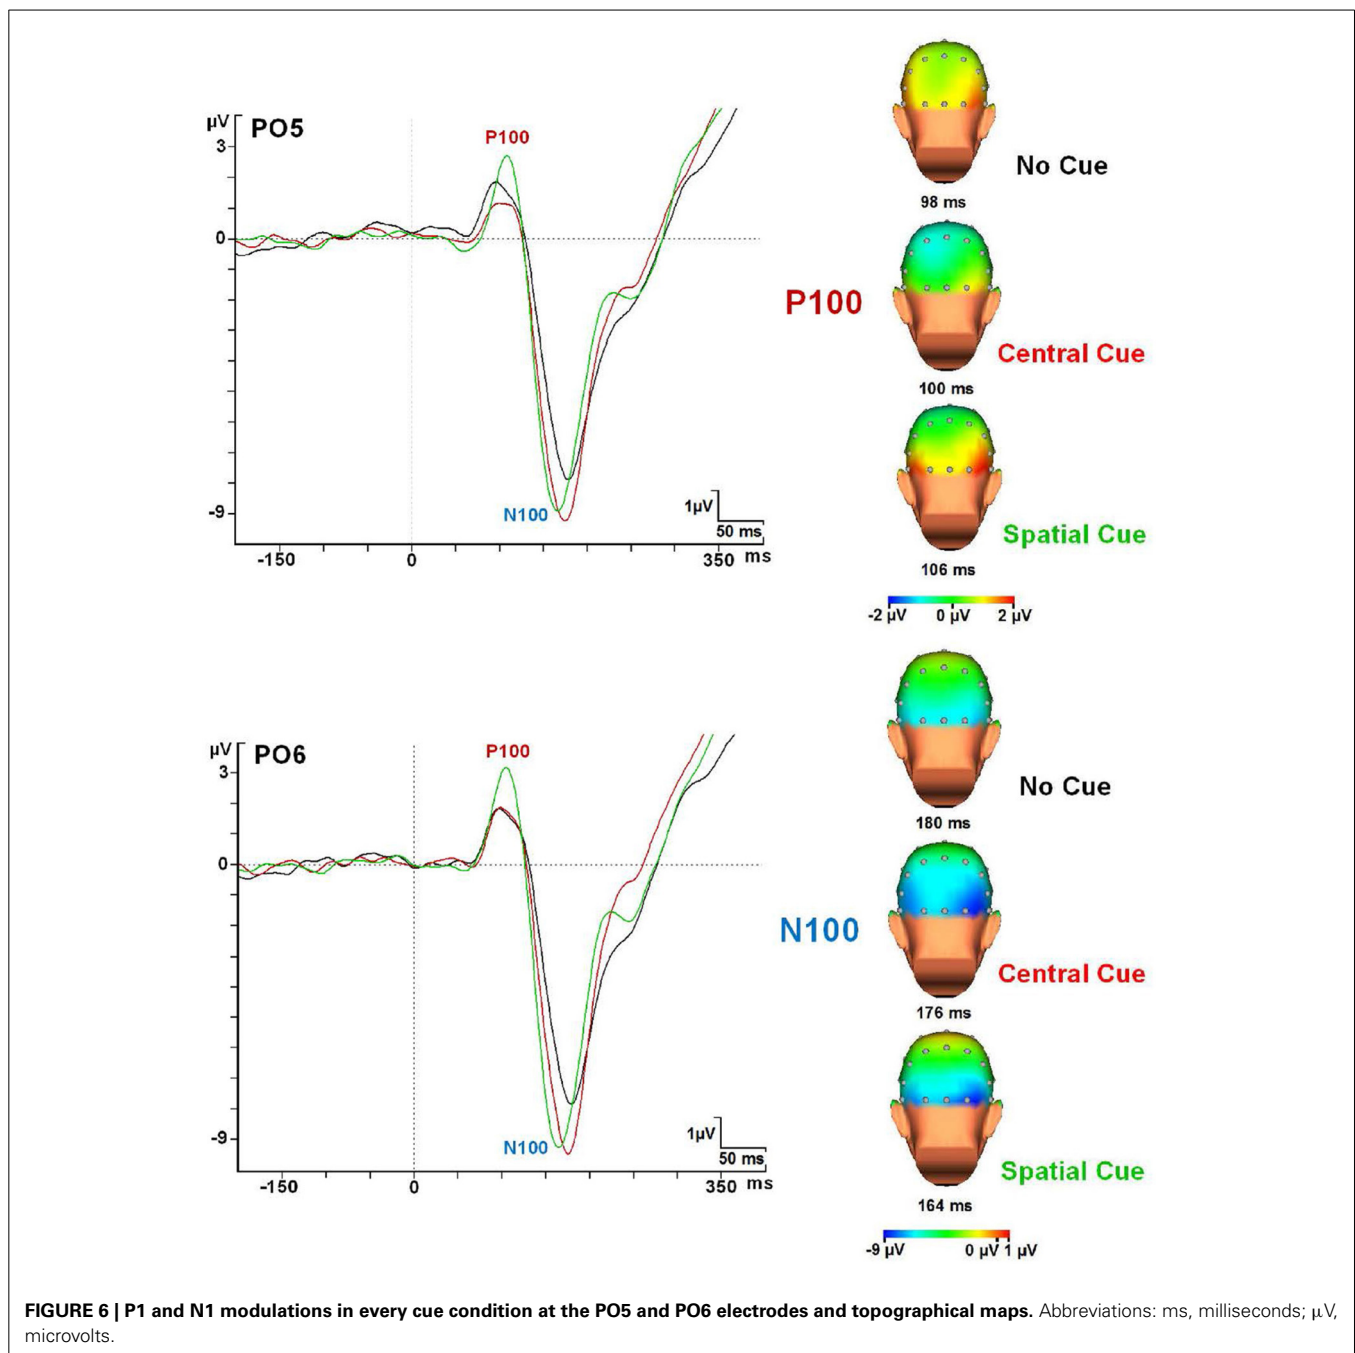 µV
PO5
P100
3
0
-9
N100
1µV
50 ms
-150
0
350
ms
No Cue
98 ms
P100
Central Cue
100 ms
Spatial Cue
106 ms
-2 µV
0 µV
2 µV
µV
PO6
P100
3
0
-9
N100
1µV
50 ms
-150
0
350
ms
No Cue
180 ms
N100
Central Cue
176 ms
Spatial Cue
164 ms
-9 µV
0 µV
1 µV
FIGURE 6 | P1 and N1 modulations in every cue condition at the PO5 and PO6 electrodes and topographical maps. Abbreviations: ms, milliseconds; µV,
microvolts.